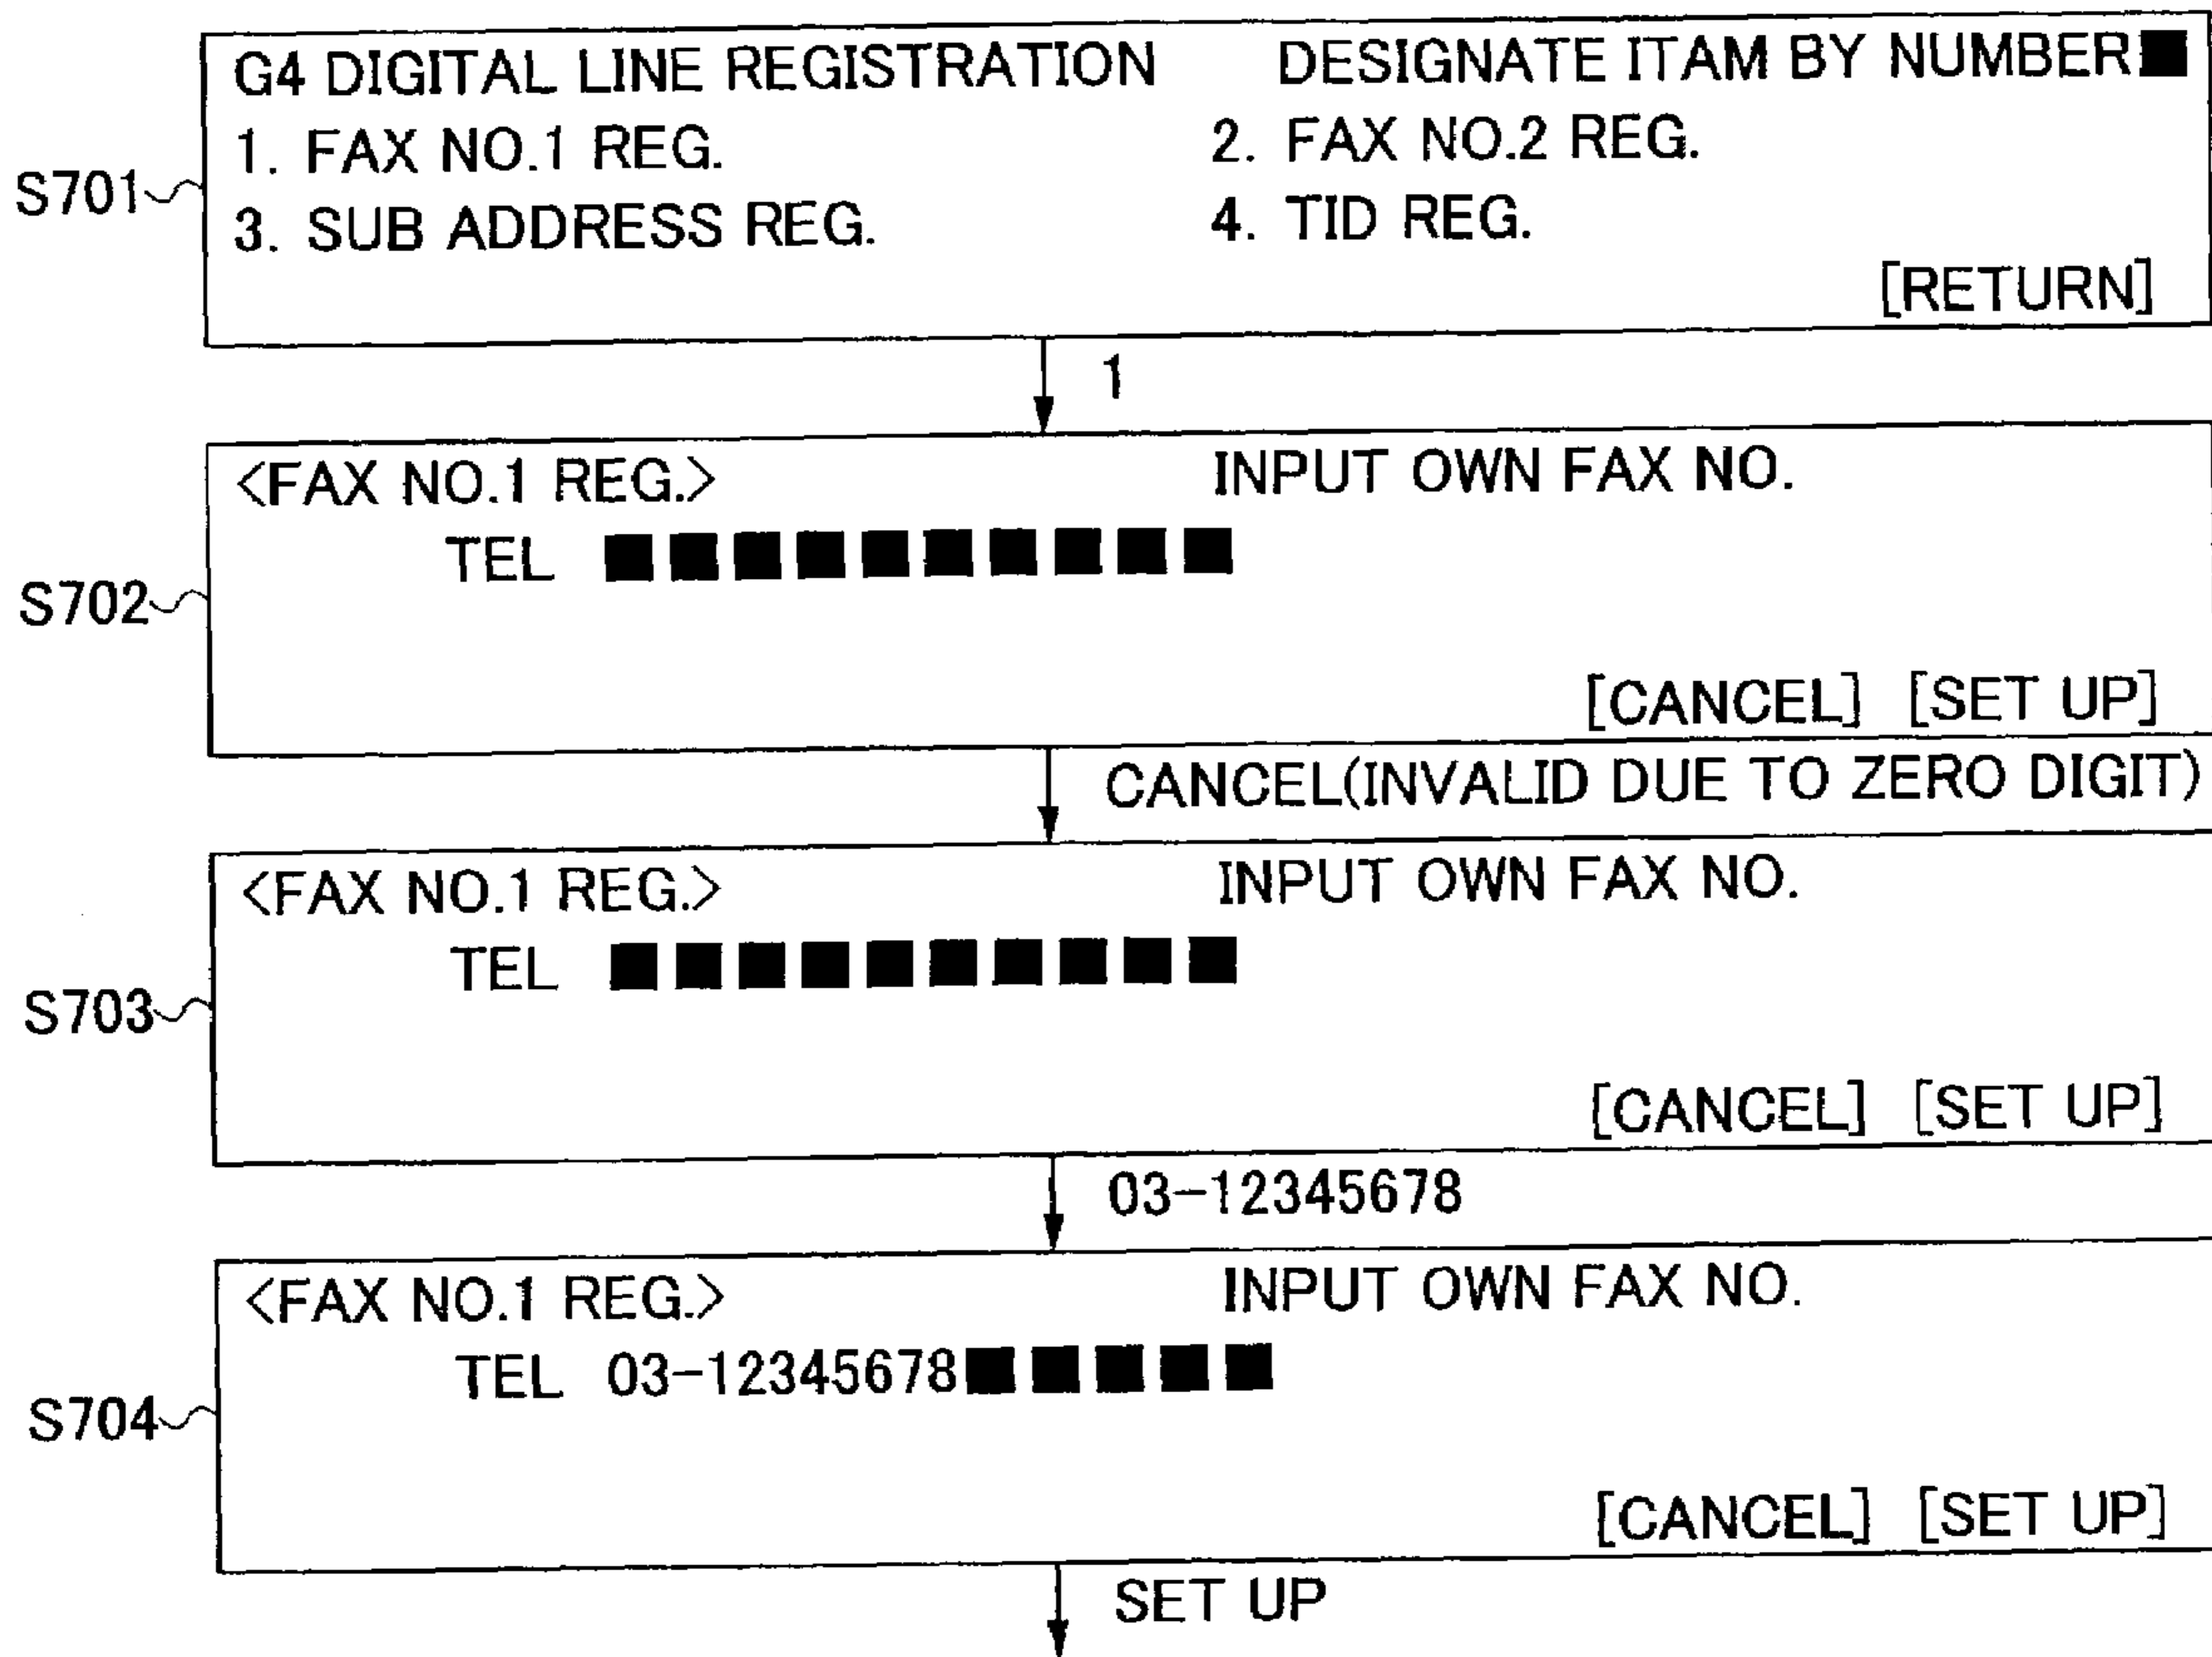 G4 DIGITAL LINE REGISTRATION DESIGNATE ITAM BY NUMBER■
1. FAX NO.1 REG. 2. FAX NO.2 REG.
S701
3. SUB ADDRESS REG. 4. TID REG.
[RETURN]
1
<FAX NO.1 REG.> INPUT OWN FAX NO.
TEL ■■■■■■■■■■
S702
[CANCEL] [SET UP]
CANCEL(INVALID DUE TO ZERO DIGIT)
<FAX NO.1 REG.> INPUT OWN FAX NO.
TEL ■■■■■■■■■■
S703
[CANCEL] [SET UP]
03-12345678
<FAX NO.1 REG.> INPUT OWN FAX NO.
TEL 03-12345678■■■■■
S704
[CANCEL] [SET UP]
SET UP